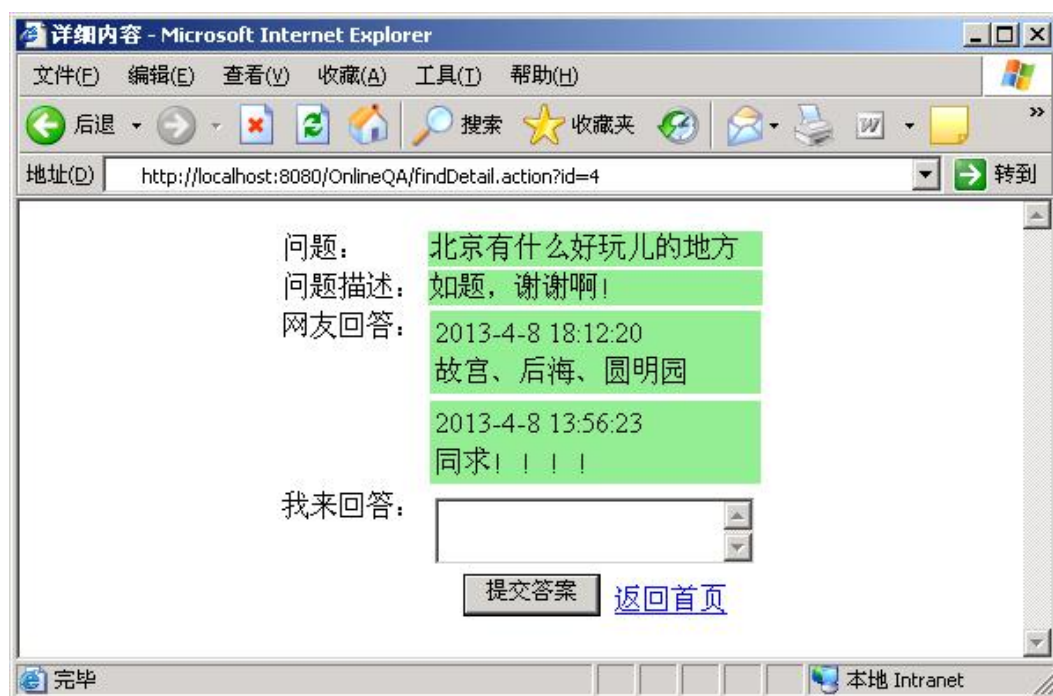 详细内容 - Microsoft Internet Explorer
文件(F) 编辑(E) 查看(V) 收藏(A) 工具(T) 帮助(H)
后退 搜索 收藏夹 W »
地址(D) http://localhost:8080/OnlineQA/findDetail.action?id=4 转到
问题： 北京有什么好玩儿的地方
问题描述： 如题，谢谢啊！
网友回答： 2013-4-8 18:12:20
故宫、后海、圆明园
2013-4-8 13:56:23
同求！！！！
我来回答：
提交答案 返回首页
完毕 本地 Intranet